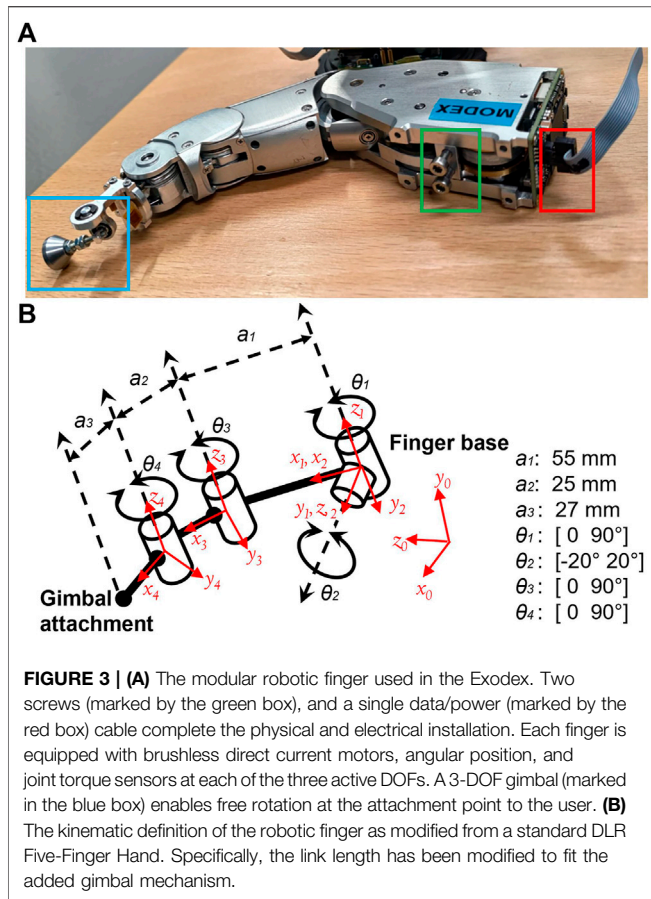 A
MODEX
B
a1
a2
a3
θ1
θ3
θ4
z1
z3
z4
Finger base
x1, x2
y1, z2
y2
y0
z0
x0
x3
y3
x4
y4
θ2
Gimbal
attachment
a1: 55 mm
a2: 25 mm
a3: 27 mm
θ1: [ 0 90°]
θ2: [-20° 20°]
θ3: [ 0 90°]
θ4: [ 0 90°]
FIGURE 3 | (A) The modular robotic finger used in the Exodex. Two
screws (marked by the green box), and a single data/power (marked by the
red box) cable complete the physical and electrical installation. Each finger is
equipped with brushless direct current motors, angular position, and
joint torque sensors at each of the three active DOFs. A 3-DOF gimbal (marked
in the blue box) enables free rotation at the attachment point to the user. (B)
The kinematic definition of the robotic finger as modified from a standard DLR
Five-Finger Hand. Specifically, the link length has been modified to fit the
added gimbal mechanism.